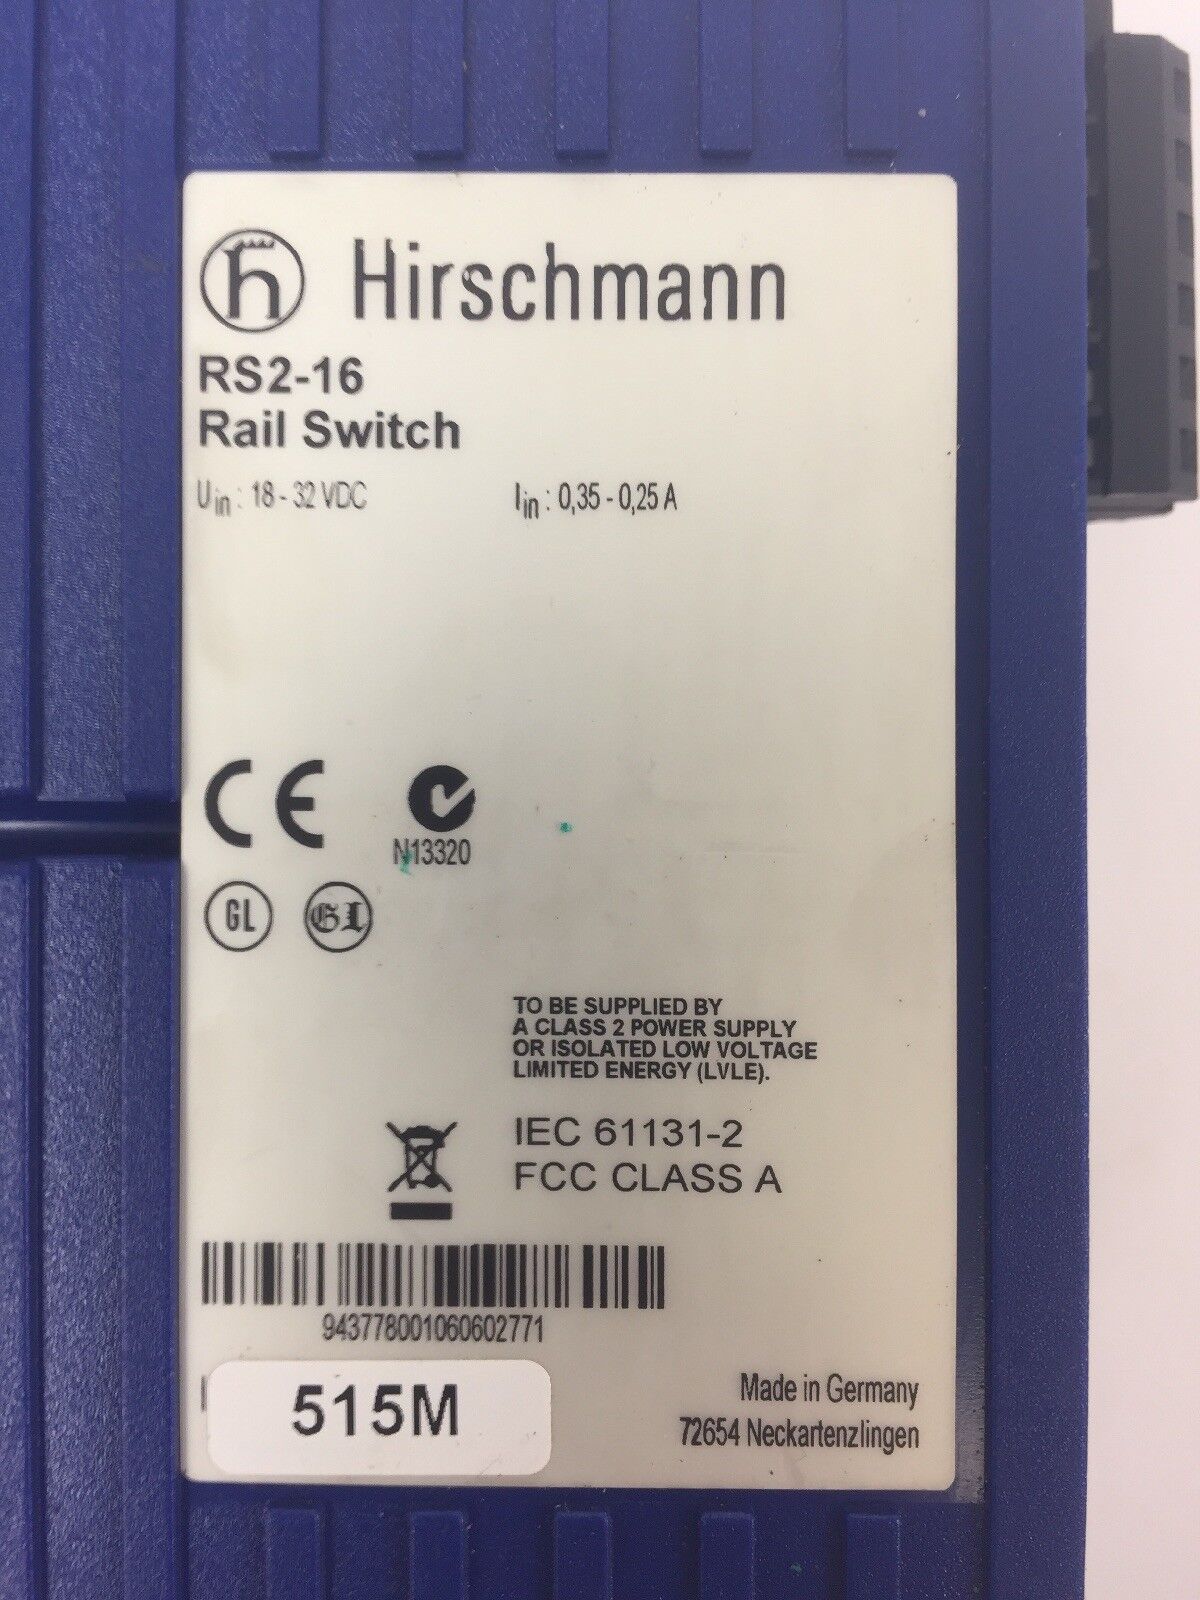 h Hirschmann
RS2-16
Rail Switch
Uin : 18 - 32 VDC Iin : 0,35 - 0,25 A
CE
N13320
GL GL
TO BE SUPPLIED BY
A CLASS 2 POWER SUPPLY
OR ISOLATED LOW VOLTAGE
LIMITED ENERGY (LVLE).
IEC 61131-2
FCC CLASS A
943778001060602771
515M
Made in Germany
72654 Neckartenzlingen